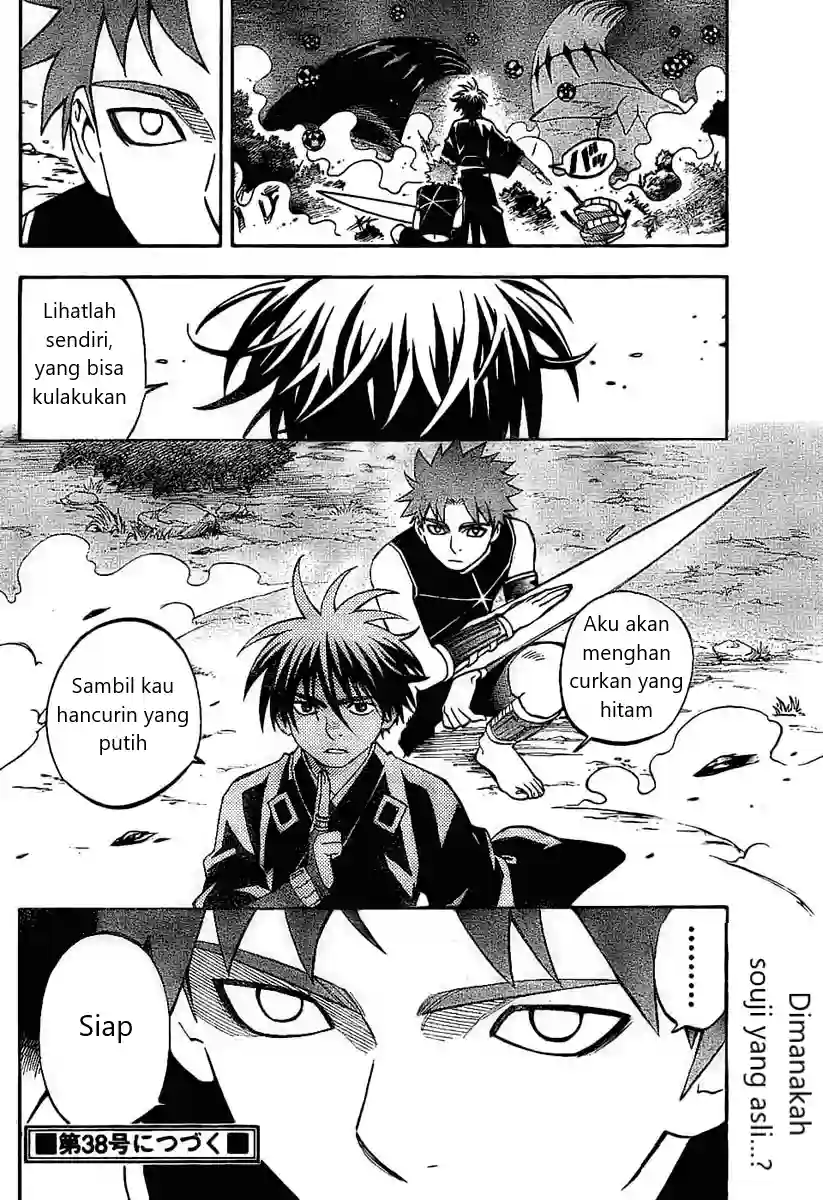 Lihatlah
sendiri,
yang bisa
kulakukan
Aku akan
menghan
curkan yang
hitam
Sambil kau
hancurin yang
putih
.........
Siap
Dimanakah
souji yang asli...?
■第38号につづく■